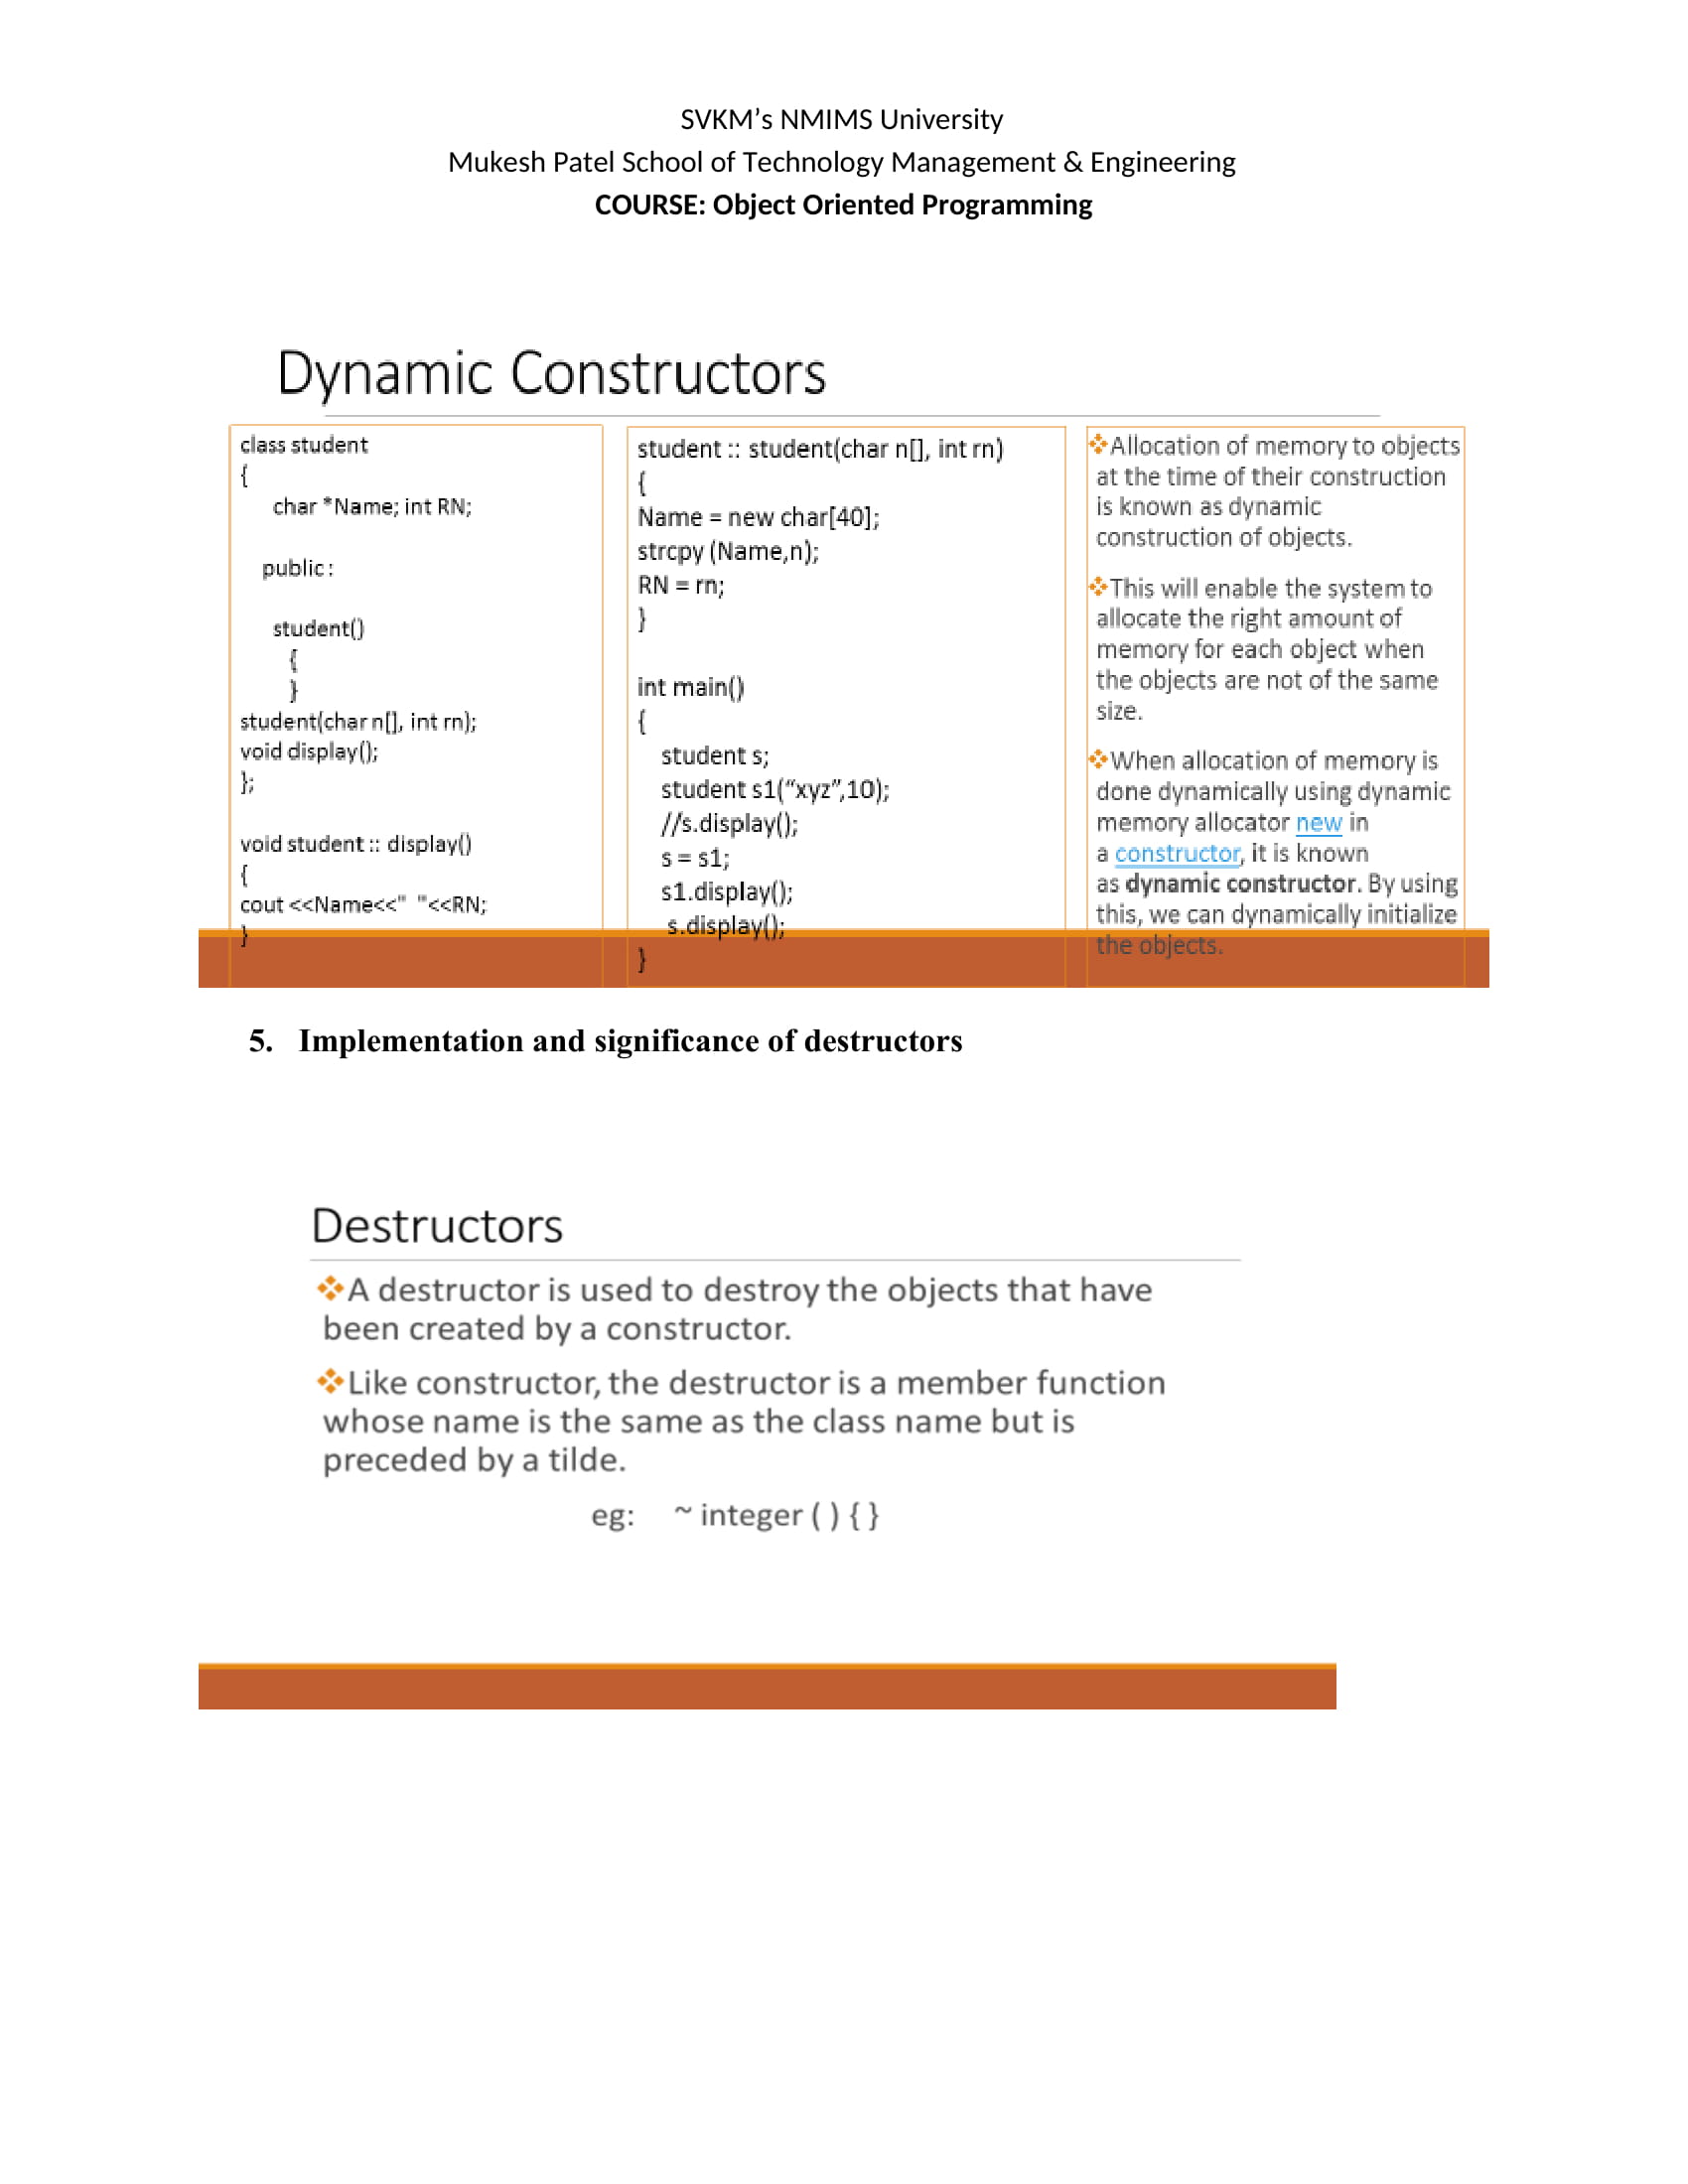 SVKM’s NMIMS University
Mukesh Patel School of Technology Management & Engineering
COURSE: Object Oriented Programming
Dynamic Constructors
class student
{
char *Name; int RN;
public :
student()
{
}
student(char n[], int rn);
void display();
};
void student :: display()
{
cout <<Name<<" "<<RN;
}
student :: student(char n[], int rn)
{
Name = new char[40];
strcpy (Name,n);
RN = rn;
}
int main()
{
student s;
student s1(“xyz”,10);
//s.display();
s = s1;
s1.display();
s.display();
}
❖Allocation of memory to objects
at the time of their construction
is known as dynamic
construction of objects.
❖This will enable the system to
allocate the right amount of
memory for each object when
the objects are not of the same
size.
❖When allocation of memory is
done dynamically using dynamic
memory allocator new in
a constructor, it is known
as dynamic constructor. By using
this, we can dynamically initialize
the objects.
5. Implementation and significance of destructors
Destructors
❖A destructor is used to destroy the objects that have
been created by a constructor.
❖Like constructor, the destructor is a member function
whose name is the same as the class name but is
preceded by a tilde.
eg: ~ integer ( ) { }